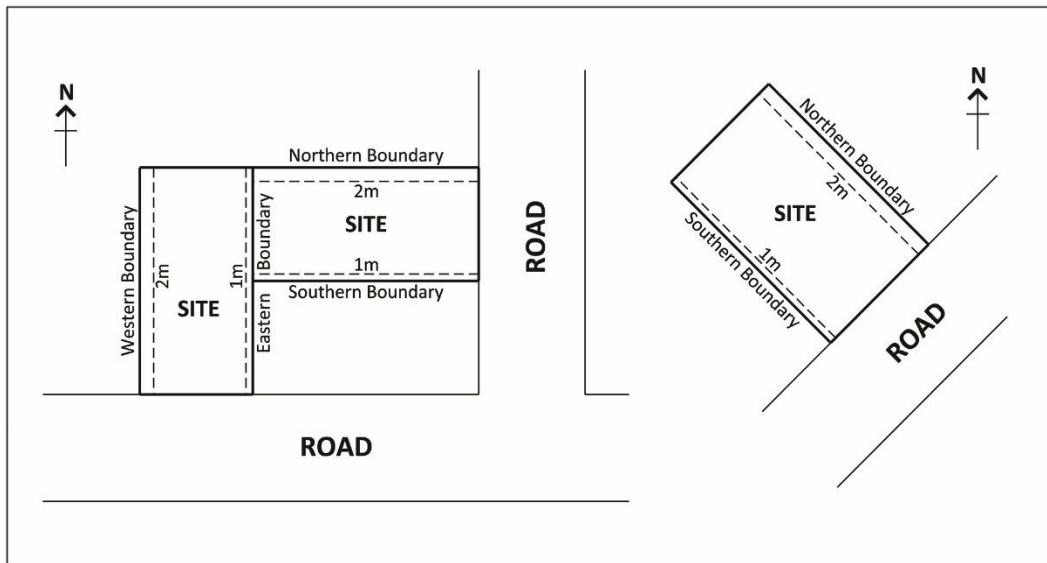 N
N
Northern Boundary
2m
SITE
1m
Southern Boundary
Western Boundary
2m
SITE
1m
Eastern Boundary
ROAD
ROAD
Northern Boundary
2m
SITE
1m
Southern Boundary
ROAD